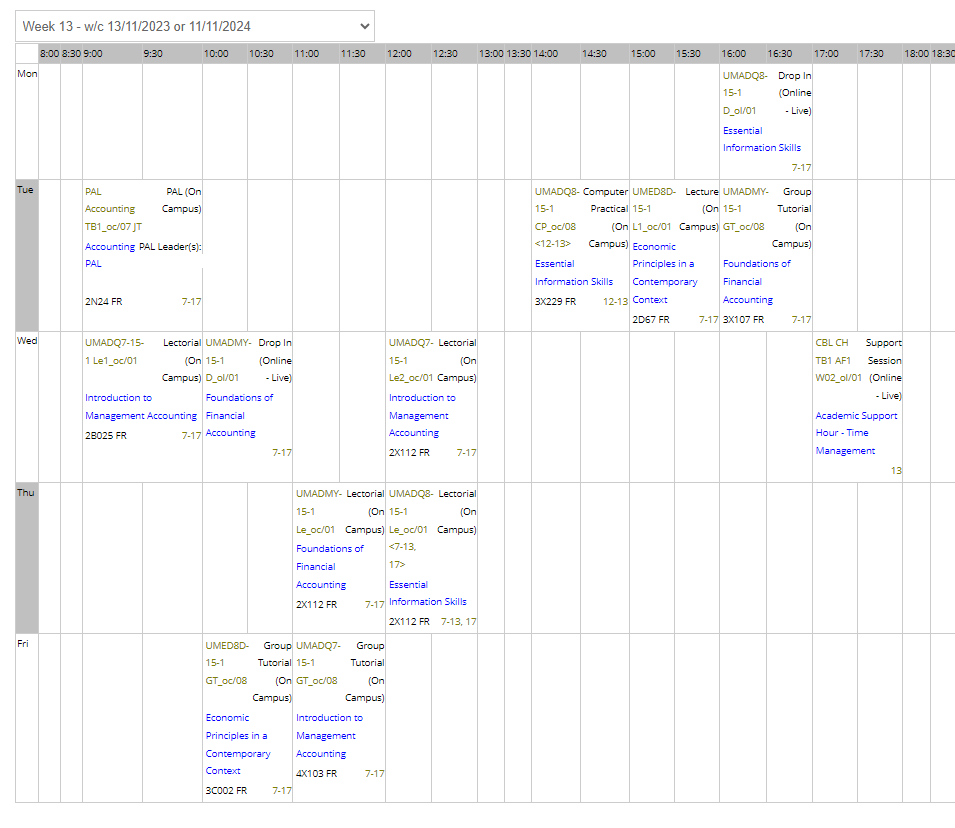 Week 13 - w/c 13/11/2023 or 11/11/2024
8:00 8:30 9:00 9:30 10:00 10:30 11:00 11:30 12:00 12:30 13:00 13:30 14:00 14:30 15:00 15:30 16:00 16:30 17:00 17:30 18:00 18:30
Mon
UMADQ8- Drop In
15-1 (Online
D_ol/01 - Live)
Essential
Information Skills
7-17
Tue
PAL PAL (On
Accounting Campus)
TB1_oc/07 JT
Accounting PAL Leader(s):
PAL
2N24 FR 7-17
UMADQ8- Computer
15-1 Practical
CP_oc/08 (On
<12-13> Campus)
Essential
Information Skills
3X229 FR 12-13
UMED8D- Lecture
15-1 (On
L1_oc/01 Campus)
Economic
Principles in a
Contemporary
Context
2D67 FR 7-17
UMADMY- Group
15-1 Tutorial
GT_oc/08 (On
Campus)
Foundations of
Financial
Accounting
3X107 FR 7-17
Wed
UMADQ7-15- Lectorial
1 Le1_oc/01 (On
Campus)
Introduction to
Management Accounting
2B025 FR 7-17
UMADMY- Drop In
15-1 (Online
D_ol/01 - Live)
Foundations of
Financial
Accounting
7-17
UMADQ7- Lectorial
15-1 (On
Le2_oc/01 Campus)
Introduction to
Management
Accounting
2X112 FR 7-17
CBL CH Support
TB1 AF1 Session
W02_ol/01 (Online
- Live)
Academic Support
Hour - Time
Management
13
Thu
UMADMY- Lectorial
15-1 (On
Le_oc/01 Campus)
Foundations of
Financial
Accounting
2X112 FR 7-17
UMADQ8- Lectorial
15-1 (On
Le_oc/01 Campus)
<7-13,
17>
Essential
Information Skills
2X112 FR 7-13, 17
Fri
UMED8D- Group
15-1 Tutorial
GT_oc/08 (On
Campus)
Economic
Principles in a
Contemporary
Context
3C002 FR 7-17
UMADQ7- Group
15-1 Tutorial
GT_oc/08 (On
Campus)
Introduction to
Management
Accounting
4X103 FR 7-17